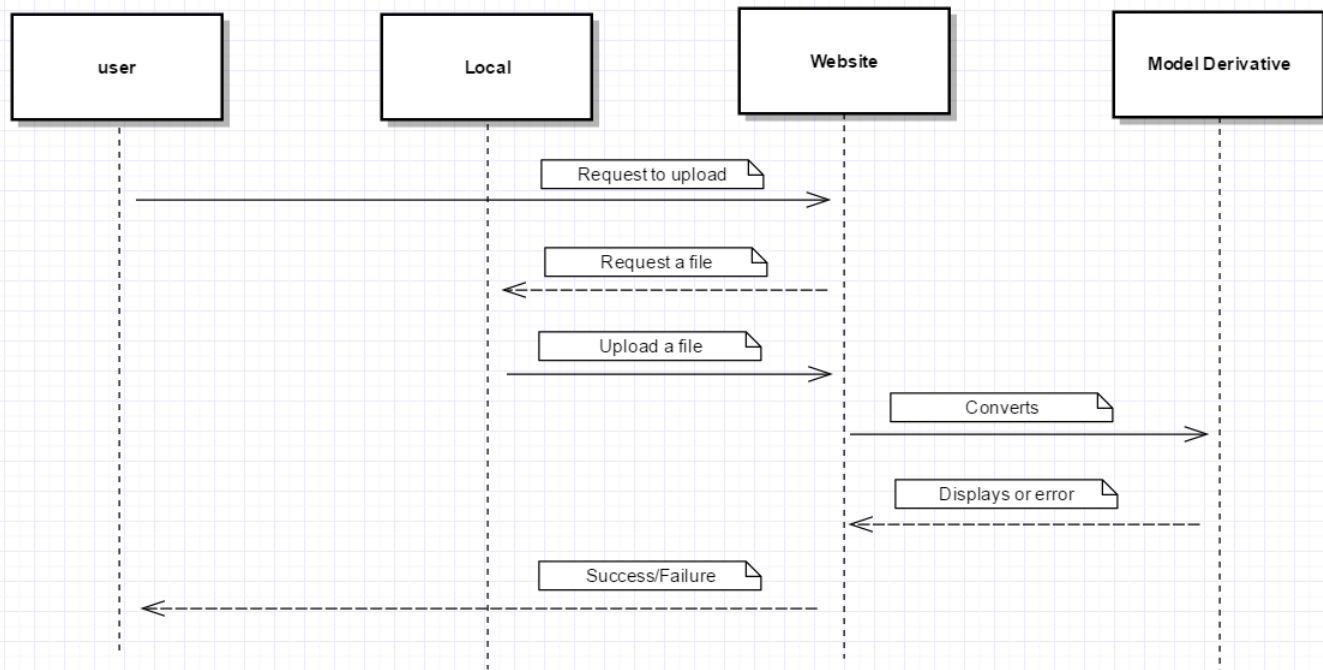 user
Local
Website
Model Derivative
Request to upload
Request a file
Upload a file
Converts
Displays or error
Success/Failure